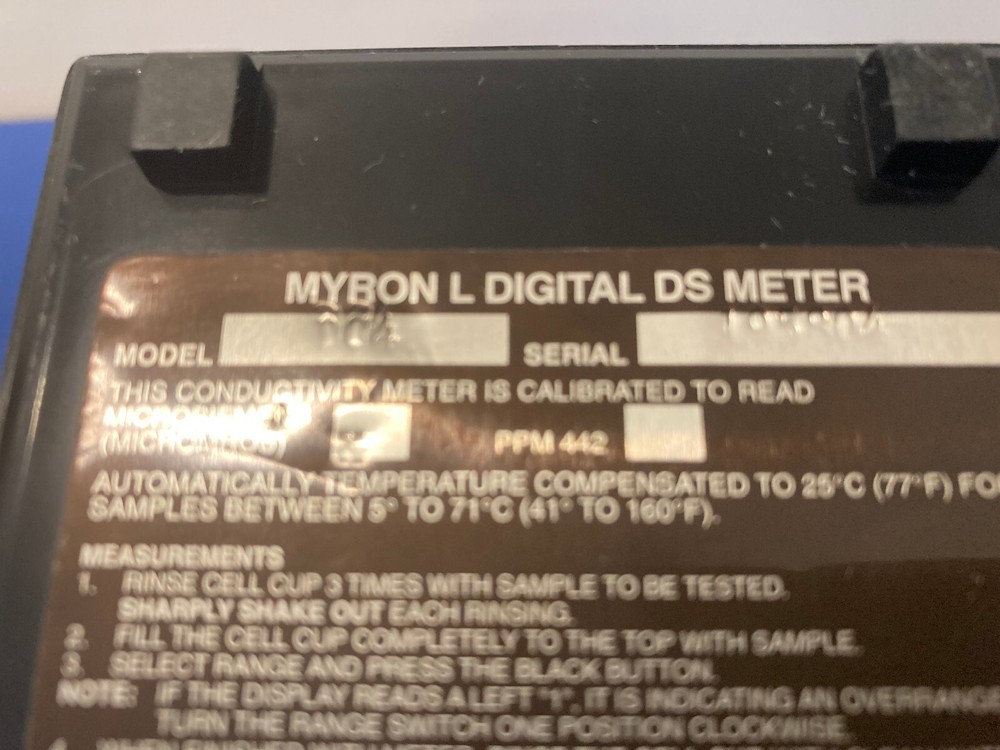 MYRON L DIGITAL DS METER
MODEL SERIAL
THIS CONDUCTIVITY METER IS CALIBRATED TO READ
MICROSIEMENS
(MICROMHOS) PPM 442
AUTOMATICALLY TEMPERATURE COMPENSATED TO 25°C (77°F) FO
SAMPLES BETWEEN 5° TO 71°C (41° TO 160°F).
MEASUREMENTS
1. RINSE CELL CUP 3 TIMES WITH SAMPLE TO BE TESTED.
SHARPLY SHAKE OUT EACH RINSING.
2. FILL THE CELL CUP COMPLETELY TO THE TOP WITH SAMPLE.
3. SELECT RANGE AND PRESS THE BLACK BUTTON.
NOTE: IF THE DISPLAY READS A LEFT "1", IT IS INDICATING AN OVERRANGE
TURN THE RANGE SWITCH ONE POSITION CLOCKWISE.